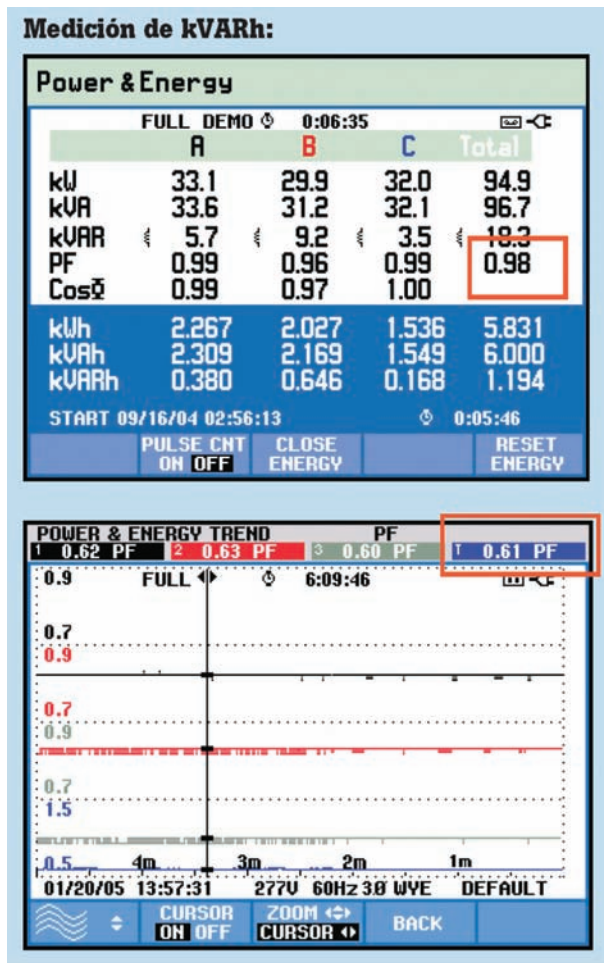 Medición de kVARh:
Power & Energy
FULL DEMO 0:06:35
A B C Total
kW 33.1 29.9 32.0 94.9
kVA 33.6 31.2 32.1 96.7
kVAR 5.7 9.2 3.5 18.3
PF 0.99 0.96 0.99 0.98
CosΦ 0.99 0.97 1.00
kWh 2.267 2.027 1.536 5.831
kVAh 2.309 2.169 1.549 6.000
kVARh 0.380 0.646 0.168 1.194
START 09/16/04 02:56:13 0:05:46
PULSE CNT CLOSE RESET
ON OFF ENERGY ENERGY
POWER & ENERGY TREND PF
1 0.62 PF 2 0.63 PF 3 0.60 PF T 0.61 PF
0.9 FULL 6:09:46
0.7
0.9
0.7
0.9
0.7
1.5
0.5 4m 3m 2m 1m
01/20/05 13:57:31 277V 60Hz 3Ø WYE DEFAULT
CURSOR ZOOM BACK
ON OFF CURSOR